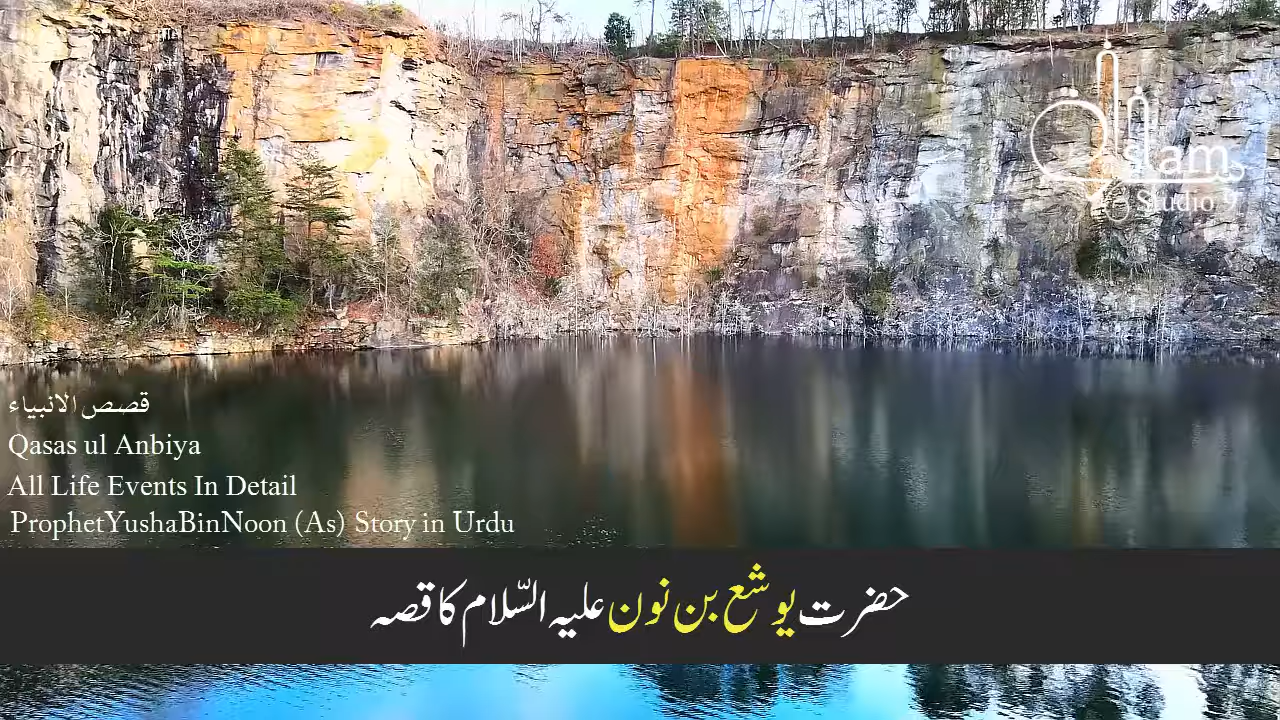 Islam
Studio 9
قصص الانبیاء
Qasas ul Anbiya
All Life Events In Detail
ProphetYushaBinNoon (As) Story in Urdu
حضرت یوشع بن نون علیہ السّلام کا قصہ